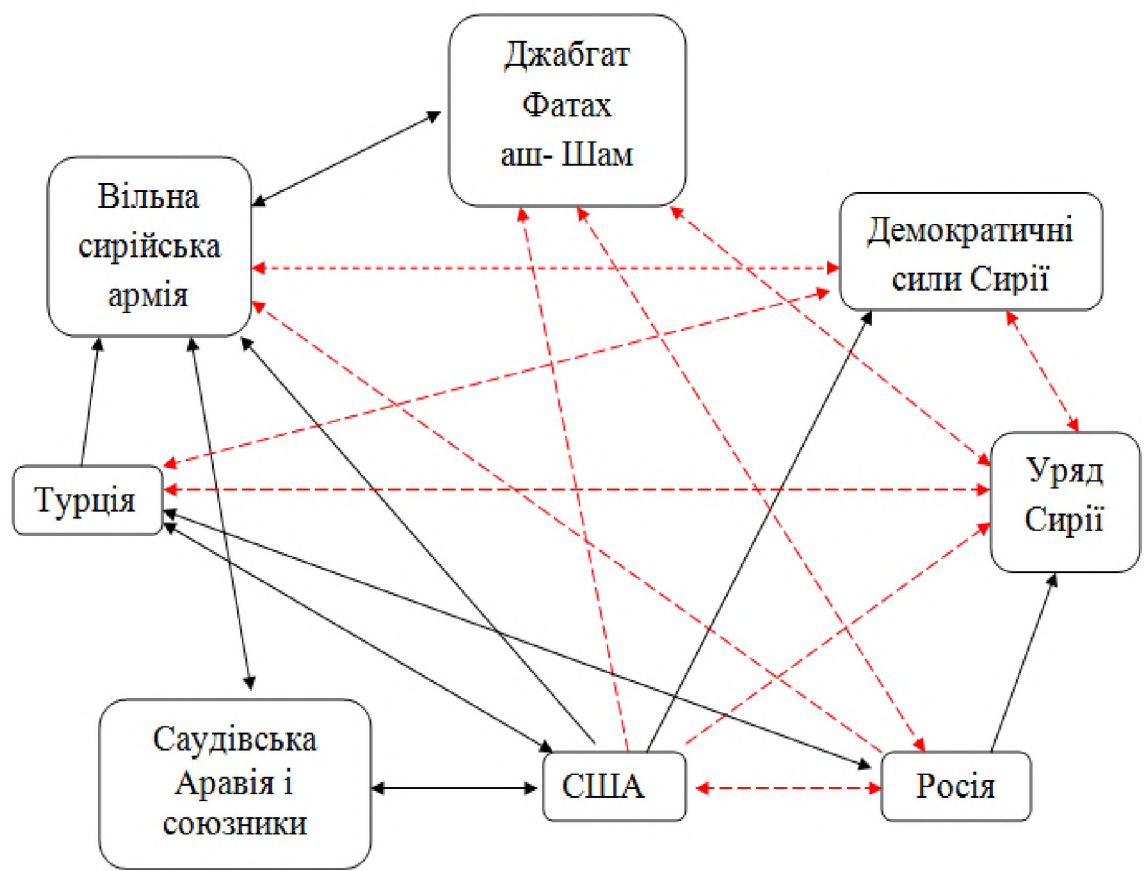 Джабгат
Фатах
аш- Шам
Вільна
сирійська
армія
Демократичні
сили Сирії
Уряд
Сирії
Турція
Саудівська
Аравія і
союзники
США
Росія